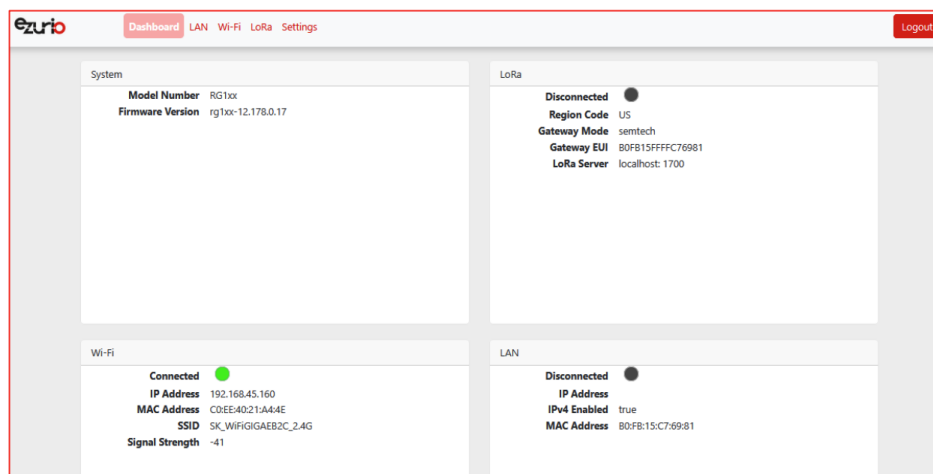 ezurio Dashboard LAN Wi-Fi LoRa Settings Logout
System
Model Number RG1xx
Firmware Version rg1xx-12.178.0.17
LoRa
Disconnected
Region Code US
Gateway Mode semtech
Gateway EUI B0FB15FFFFC76981
LoRa Server localhost: 1700
Wi-Fi
Connected
IP Address 192.168.45.160
MAC Address C0:EE:40:21:A4:4E
SSID SK_WiFiGIGAEB2C_2.4G
Signal Strength -41
LAN
Disconnected
IP Address
IPv4 Enabled true
MAC Address B0:FB:15:C7:69:81